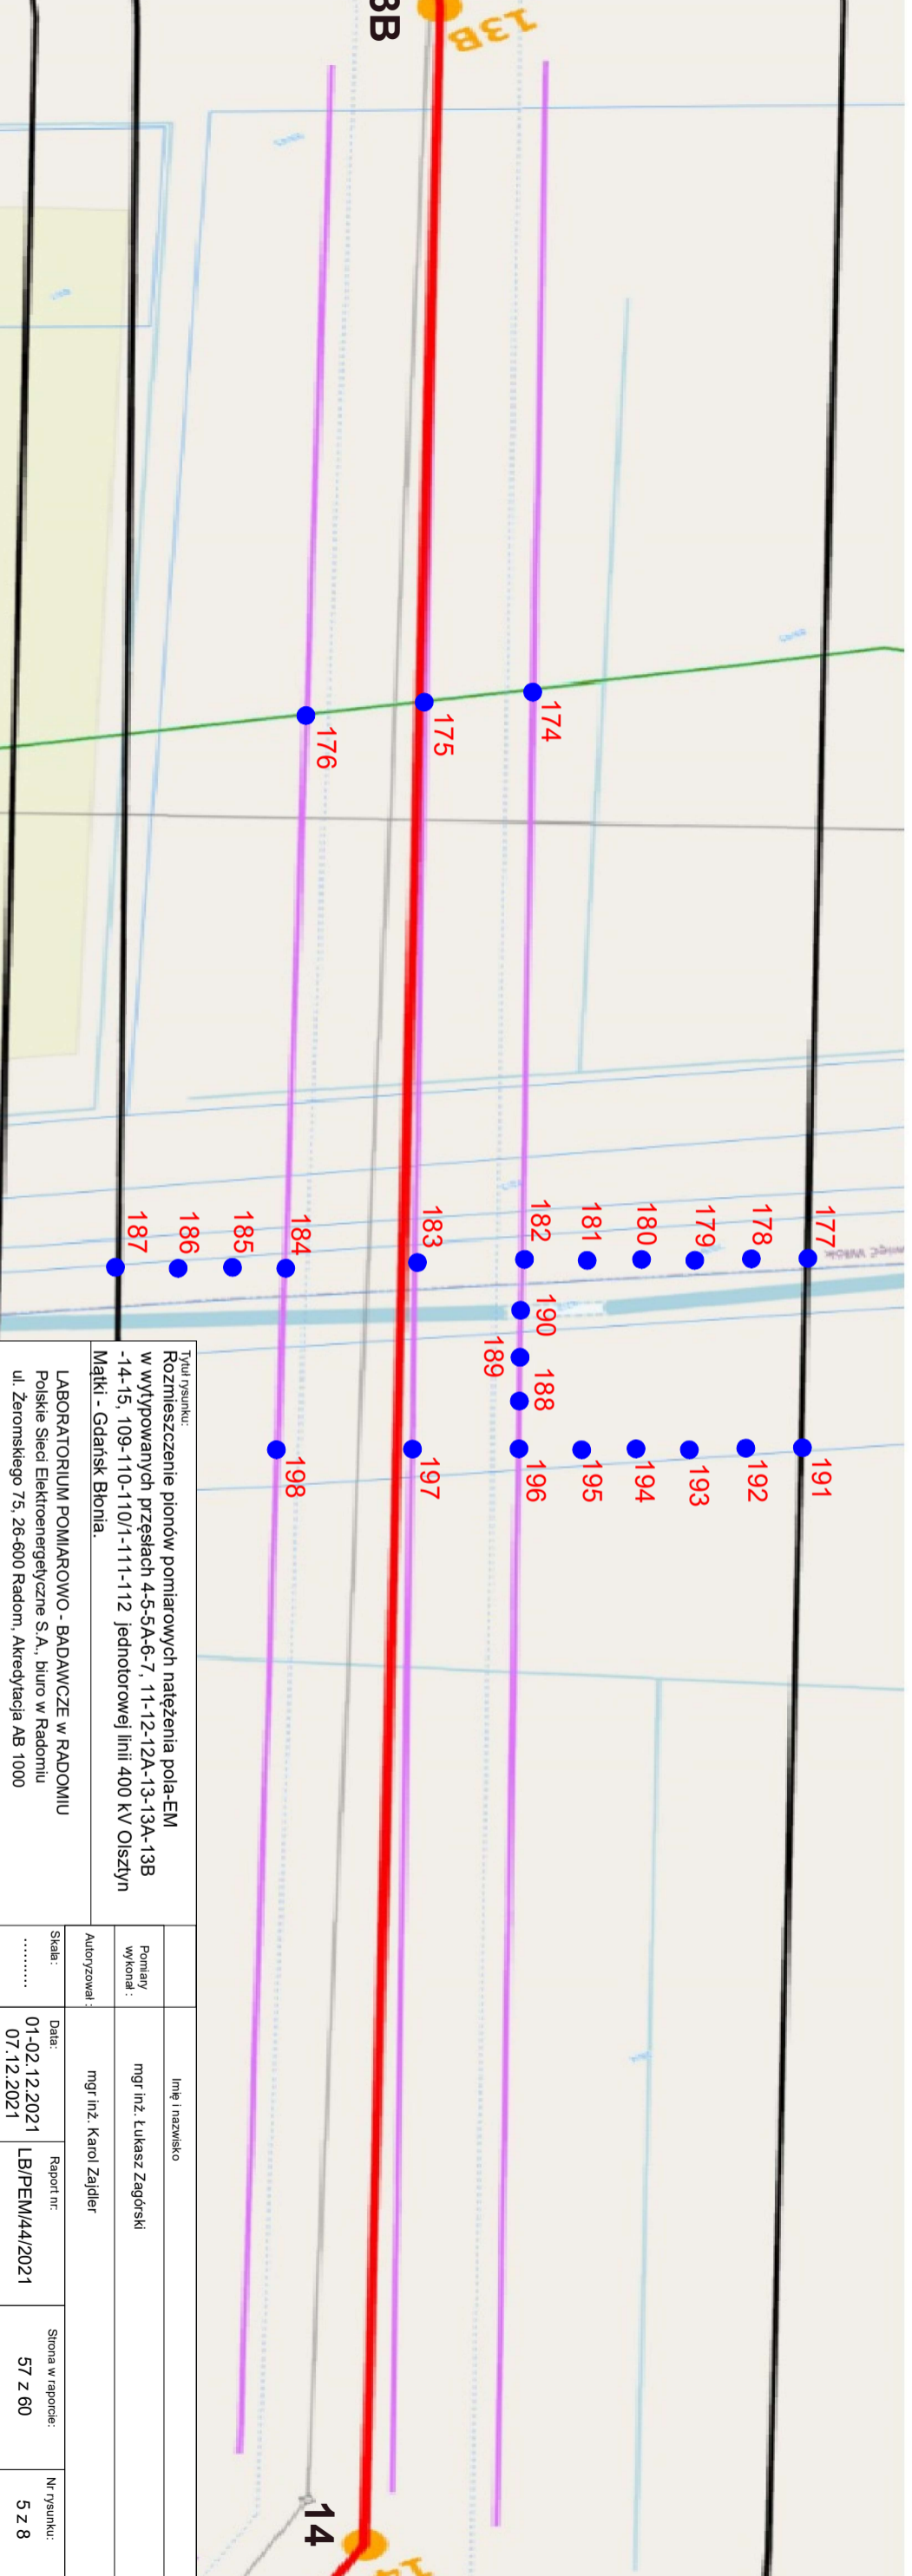 13B
174
175
176
177
178
179
180
181
182
183
184
185
186
187
190
189
188
191
192
193
194
195
196
197
198
14
Tytuł rysunku:
Rozmieszczenie pionów pomiarowych natężenia pola-EM
w wytypowanych przęsłach 4-5-5A-6-7, 11-12-12A-13-13A-13B
-14-15, 109-110-110/1-111-112 jednotorowej linii 400 kV Olsztyn
Mątki - Gdańsk Błonia.
LABORATORIUM POMIAROWO - BADAWCZE w RADOMIU
Polskie Sieci Elektroenergetyczne S.A., biuro w Radomiu
ul. Żeromskiego 75, 26-600 Radom, Akredytacja AB 1000
Imię i nazwisko
Pomiary
wykonał :
mgr inż. Łukasz Zagórski
Autoryzował :
mgr inż. Karol Zajdler
Skala:
..........
Data:
01-02.12.2021
07.12.2021
Raport nr:
LB/PEM/44/2021
Strona w raporcie:
57 z 60
Nr rysunku:
5 z 8